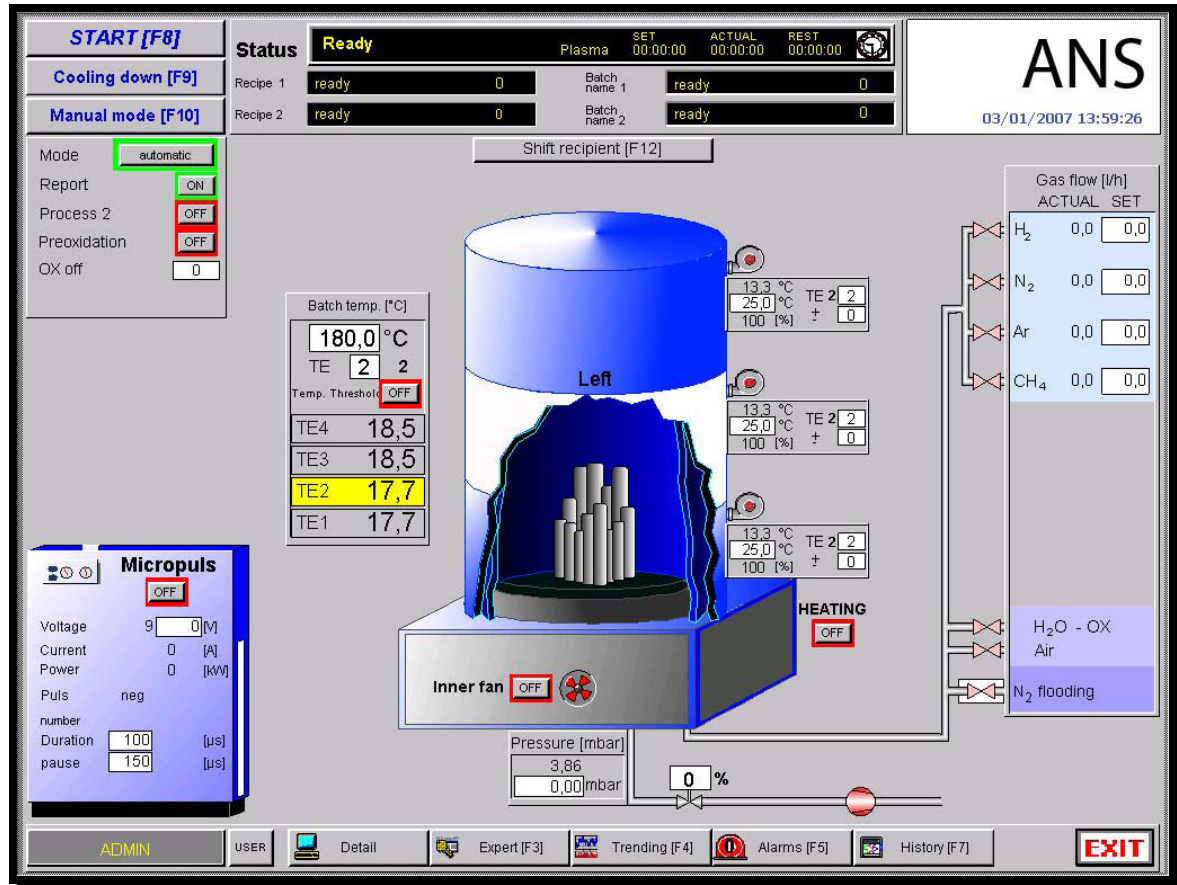 START [F8]
Cooling down [F9]
Manual mode [F10]
Status
Ready
Plasma
SET
00:00:00
ACTUAL
00:00:00
REST
00:00:00
Recipe 1
ready 0
Batch name 1
ready 0
Recipe 2
ready 0
Batch name 2
ready 0
ANS
03/01/2007 13:59:26
Mode automatic
Report ON
Process 2 OFF
Preoxidation OFF
OX off 0
Shift recipient [F12]
Batch temp. [°C]
180,0 °C
TE 2 2
Temp. Threshold OFF
TE4 18,5
TE3 18,5
TE2 17,7
TE1 17,7
Left
13,3 °C
25,0 °C TE 2 2
100 [%] ± 0
13,3 °C
25,0 °C TE 2 2
100 [%] ± 0
13,3 °C
25,0 °C TE 2 2
100 [%] ± 0
HEATING
OFF
Inner fan OFF
Pressure [mbar]
3,86
0,00 mbar
0 %
Gas flow [l/h]
ACTUAL SET
H2 0,0 0,0
N2 0,0 0,0
Ar 0,0 0,0
CH4 0,0 0,0
H2O - OX
Air
N2 flooding
Micropuls
OFF
Voltage 9 0 [V]
Current 0 [A]
Power 0 [kW]
Puls neg
number
Duration 100 [µs]
pause 150 [µs]
ADMIN
USER
Detail
Expert [F3]
Trending [F4]
Alarms [F5]
History [F7]
EXIT